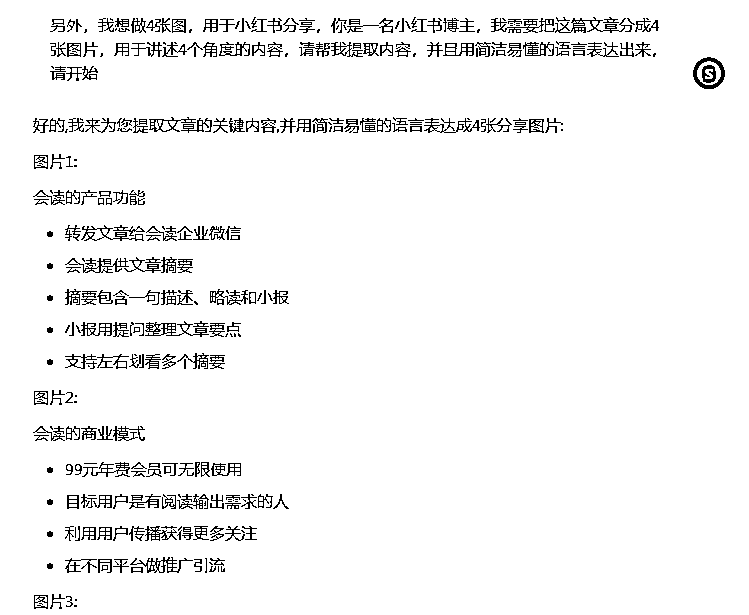 另外，我想做4张图，用于小红书分享，你是一名小红书博主，我需要把这篇文章分成4
张图片，用于讲述4个角度的内容，请帮我提取内容，并且用简洁易懂的语言表达出来，
请开始
S
好的,我来为您提取文章的关键内容,并用简洁易懂的语言表达成4张分享图片:
图片1:
会读的产品功能
• 转发文章给会读企业微信
• 会读提供文章摘要
• 摘要包含一句描述、略读和小报
• 小报用提问整理文章要点
• 支持左右划看多个摘要
图片2:
会读的商业模式
• 99元年费会员可无限使用
• 目标用户是有阅读输出需求的人
• 利用用户传播获得更多关注
• 在不同平台做推广引流
图片3: